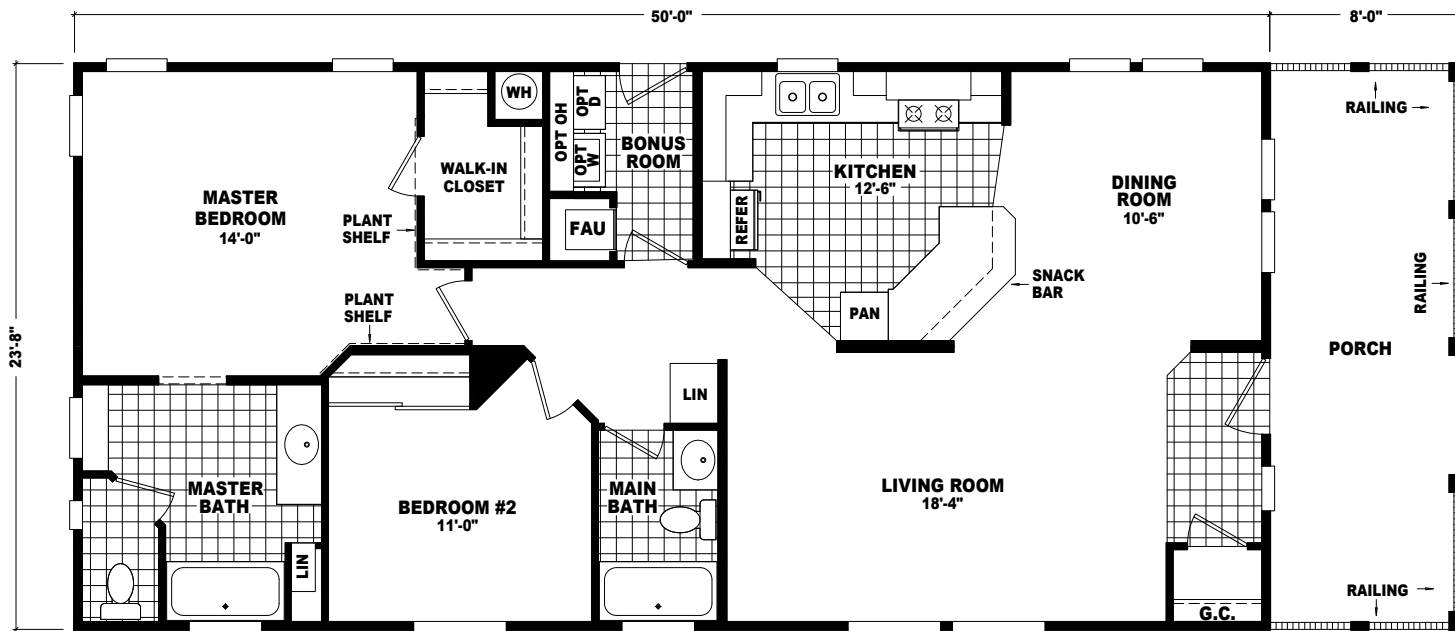 50'-0"
8'-0"
23'-8"
MASTER
BEDROOM
14'-0"
PLANT
SHELF
PLANT
SHELF
WALK-IN
CLOSET
WH
OPT OH
OPT
D
OPT
W
BONUS
ROOM
FAU
KITCHEN
12'-6"
REFER
PAN
SNACK
BAR
DINING
ROOM
10'-6"
RAILING
RAILING
PORCH
RAILING
MASTER
BATH
LIN
BEDROOM #2
11'-0"
LIN
MAIN
BATH
LIVING ROOM
18'-4"
G.C.